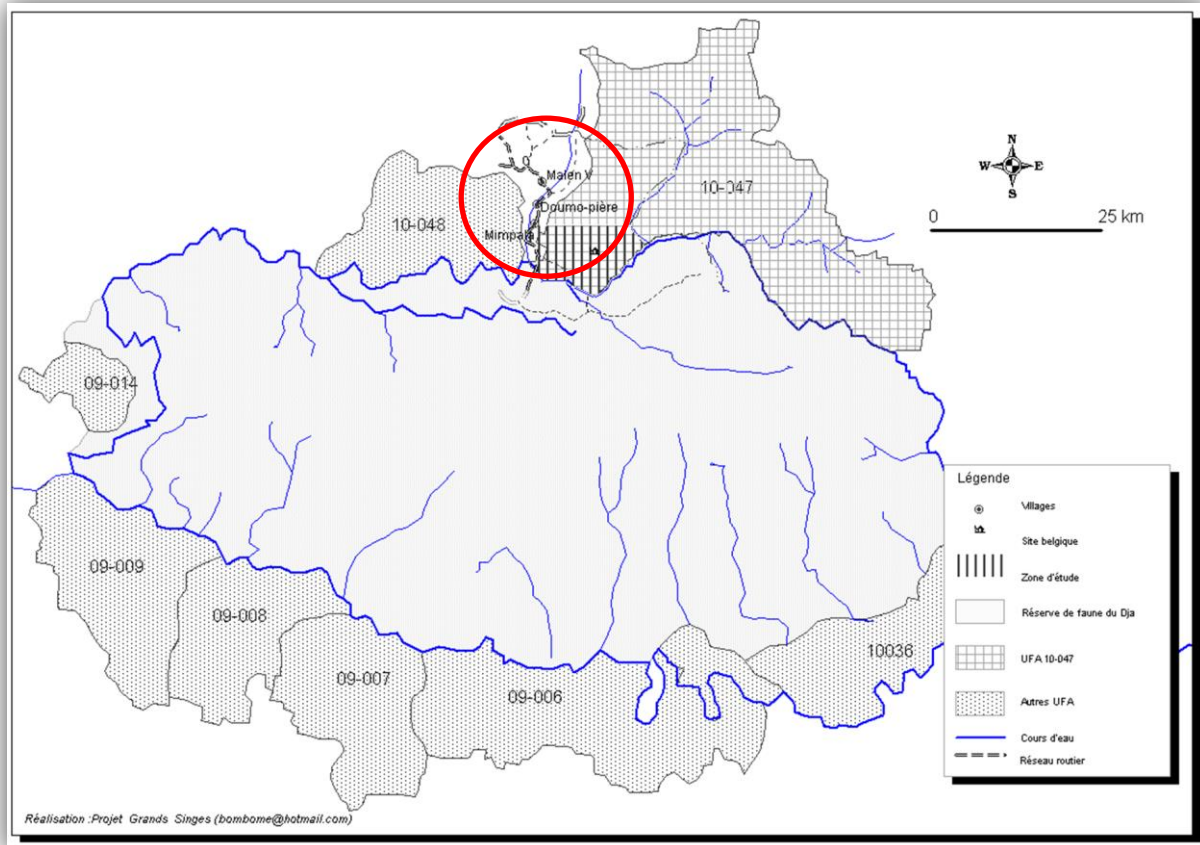 10-047
N
W E
S
0 25 km
Malen V
Doumo-pière
Mimpala
10-048
09-014
09-009
09-008
09-007
09-006
10036
Légende
Villages
Site belgique
Zone d'étude
Réserve de faune du Dja
UFA 10-047
Autres UFA
Cours d'eau
Réseau routier
Réalisation :Projet Grands Singes (bombome@hotmail.com)